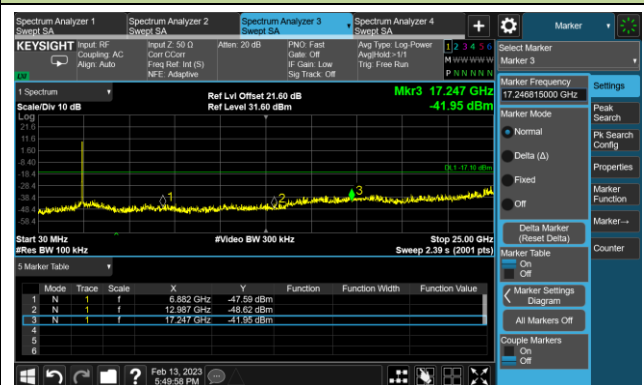 Spectrum Analyzer 1 Spectrum Analyzer 2 Spectrum Analyzer 3 Spectrum Analyzer 4 + Marker
Swept SA Swept SA Swept SA Swept SA
KEYSIGHT Input: RF Input Z: 50 Ω Atten: 20 dB PNO: Fast Avg Type: Log-Power 1 2 3 4 5 6
Coupling: AC Corr CCorr Gate: Off Avg|Hold:>1/1 M W W W W W
Align: Auto Freq Ref: Int (S) IF Gain: Low Trig: Free Run
NFE: Adaptive Sig Track: Off P N N N N N
Select Marker
Marker 3
1 Spectrum Ref Lvl Offset 21.60 dB Mkr3 17.247 GHz
Scale/Div 10 dB Ref Level 31.60 dBm -41.95 dBm
Log
21.6
11.6
1.60
-8.40
DL1 -17.10 dBm
-18.4
-28.4
-38.4
-48.4
-58.4
1
2
3
Start 30 MHz #Video BW 300 kHz Stop 25.00 GHz
#Res BW 100 kHz Sweep 2.39 s (2001 pts)
5 Marker Table
Mode Trace Scale X Y Function Function Width Function Value
1 N 1 f 6.882 GHz -47.59 dBm
2 N 1 f 12.987 GHz -48.62 dBm
3 N 1 f 17.247 GHz -41.95 dBm
4
5
6
Marker Frequency
17.246815000 GHz
Marker Mode
Normal
Delta (Δ)
Fixed
Off
Delta Marker
(Reset Delta)
Marker Table
On
Off
Marker Settings
Diagram
All Markers Off
Couple Markers
On
Off
Settings
Peak
Search
Pk Search
Config
Properties
Marker
Function
Marker→
Counter
? Feb 13, 2023
5:49:58 PM